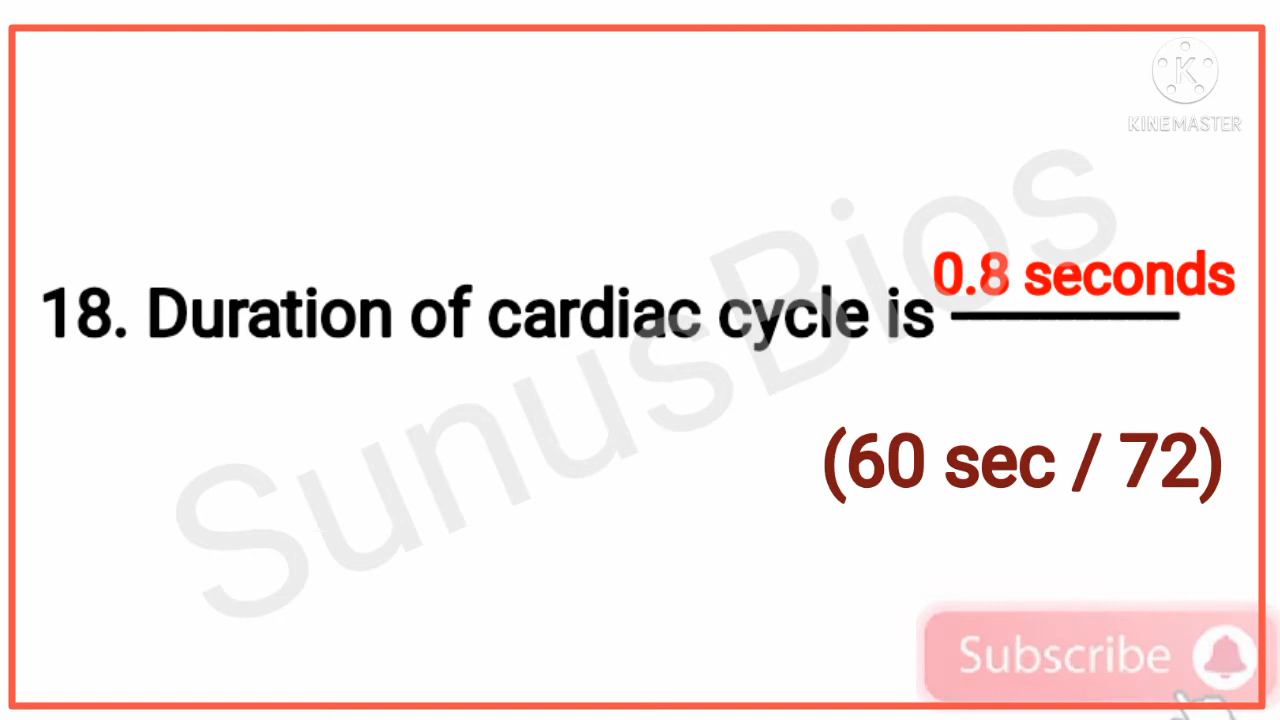 K
KINEMASTER
0.8 seconds
18. Duration of cardiac cycle is
(60 sec / 72)
SunusBios
Subscribe